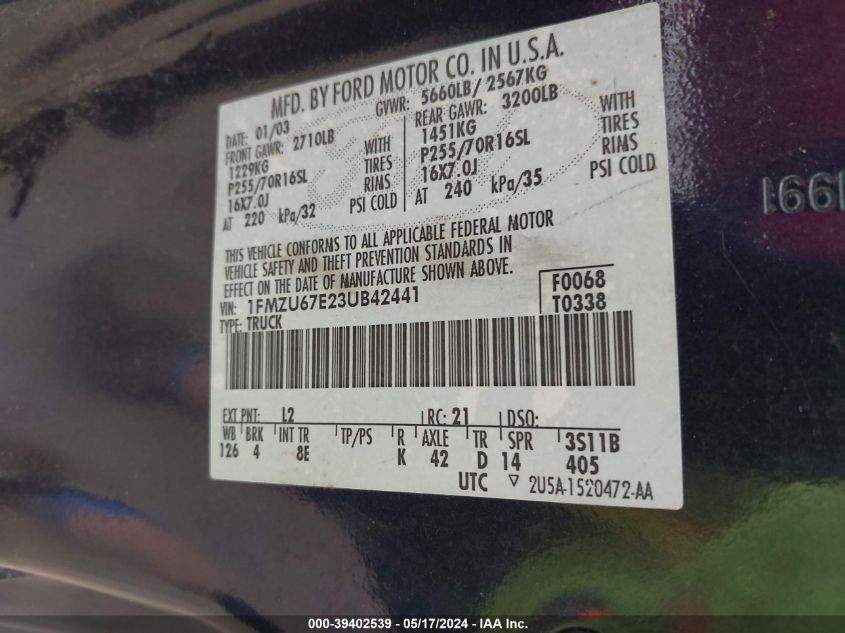 MFD. BY FORD MOTOR CO. IN U.S.A.
DATE: 01/03 GVWR: 5660LB/ 2567KG
FRONT GAWR: 2710LB REAR GAWR: 3200LB
1229KG WITH 1451KG WITH
P255/70R16SL TIRES P255/70R16SL TIRES
16X7.0J RIMS 16X7.0J RIMS
AT 220 kPa/32 PSI COLD AT 240 kPa/35 PSI COLD
THIS VEHICLE CONFORMS TO ALL APPLICABLE FEDERAL MOTOR
VEHICLE SAFETY AND THEFT PREVENTION STANDARDS IN
EFFECT ON THE DATE OF MANUFACTURE SHOWN ABOVE.
VIN: 1FMZU67E23UB42441 F0068
TYPE: TRUCK T0338
EXT PNT: L2 RC: 21 DSO:
WB BRK INT TR TP/PS R AXLE TR SPR 3S11B
126 4 8E K 42 D 14 405
UTC ▽ 2U5A-1520472-AA
000-39402539 - 05/17/2024 - IAA Inc.